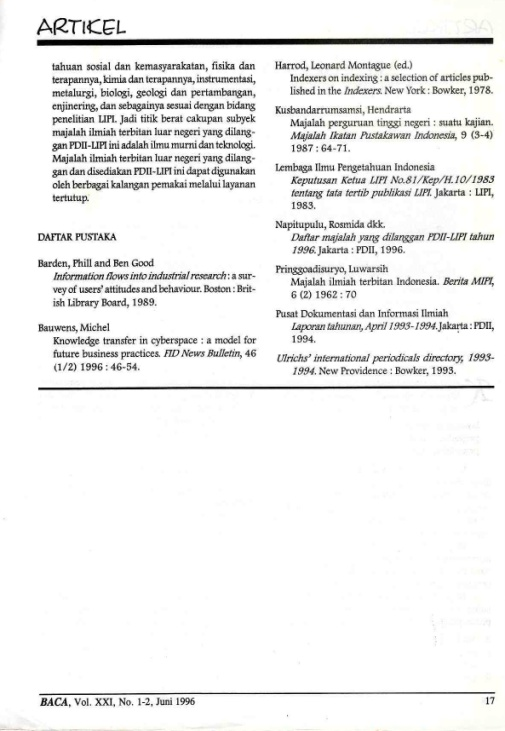 ARTIKEL
tahuan sosial dan kemasyarakatan, fisika dan
terapannya, kimia dan terapannya, instrumentasi,
metalurgi, biologi, geologi dan pertambangan,
enjinering, dan sebagainya sesuai dengan bidang
penelitian LIPI. Jadi titik berat cakupan subyek
majalah ilmiah terbitan luar negeri yang dilang-
gan PDII-LIPI ini adalah ilmu murni dan teknologi.
Majalah ilmiah terbitan luar negeri yang dilang-
gan dan disediakan PDII-LIPI ini dapat digunakan
oleh berbagai kalangan pemakai melalui layanan
tertutup.
DAFTAR PUSTAKA
Barden, Phill and Ben Good
Information flows into industrial research : a sur-
vey of users' attitudes and behaviour. Boston : Brit-
ish Library Board, 1989.
Bauwens, Michel
Knowledge transfer in cyberspace : a model for
future business practices. FID News Bulletin, 46
(1/2) 1996 : 46-54.
Harrod, Leonard Montague (ed.)
Indexers on indexing : a selection of articles pub-
lished in the Indexers. New York : Bowker, 1978.
Kusbandarrumsamsi, Hendrarta
Majalah perguruan tinggi negeri : suatu kajian.
Majalah Ikatan Pustakawan Indonesia, 9 (3-4)
1987 : 64-71.
Lembaga Ilmu Pengetahuan Indonesia
Keputusan Ketua LIPI No.81/Kep/H.10/1983
tentang tata tertib publikasi LIPI. Jakarta : LIPI,
1983.
Napitupulu, Rosmida dkk.
Daftar majalah yang dilanggan PDII-LIPI tahun
1996. Jakarta : PDII, 1996.
Pringgoadisuryo, Luwarsih
Majalah ilmiah terbitan Indonesia. Berita MIPI,
6 (2) 1962 : 70
Pusat Dokumentasi dan Informasi Ilmiah
Laporan tahunan, April 1993-1994. Jakarta : PDII,
1994.
Ulrichs' international periodicals directory, 1993-
1994. New Providence : Bowker, 1993.
BACA, Vol. XXI, No. 1-2, Juni 1996
17